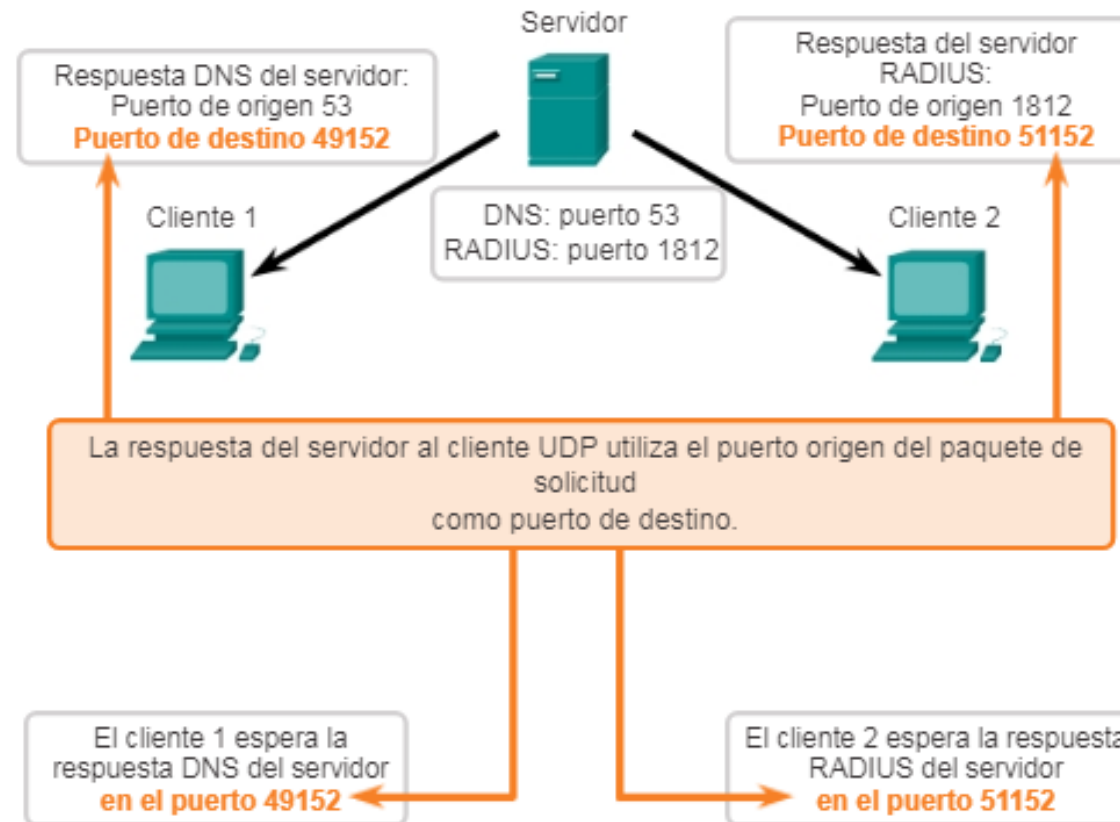 Servidor
Respuesta DNS del servidor:
Puerto de origen 53
Puerto de destino 49152
Respuesta del servidor
RADIUS:
Puerto de origen 1812
Puerto de destino 51152
Cliente 1
DNS: puerto 53
RADIUS: puerto 1812
Cliente 2
La respuesta del servidor al cliente UDP utiliza el puerto origen del paquete de
solicitud
como puerto de destino.
El cliente 1 espera la
respuesta DNS del servidor
en el puerto 49152
El cliente 2 espera la respuesta
RADIUS del servidor
en el puerto 51152